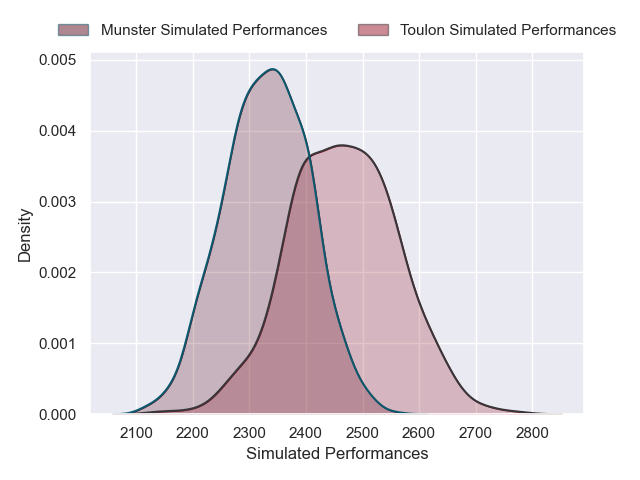 Munster Simulated Performances Toulon Simulated Performances
0.005
0.004
0.003
0.002
0.001
0.000
Density
2100 2200 2300 2400 2500 2600 2700 2800
Simulated Performances